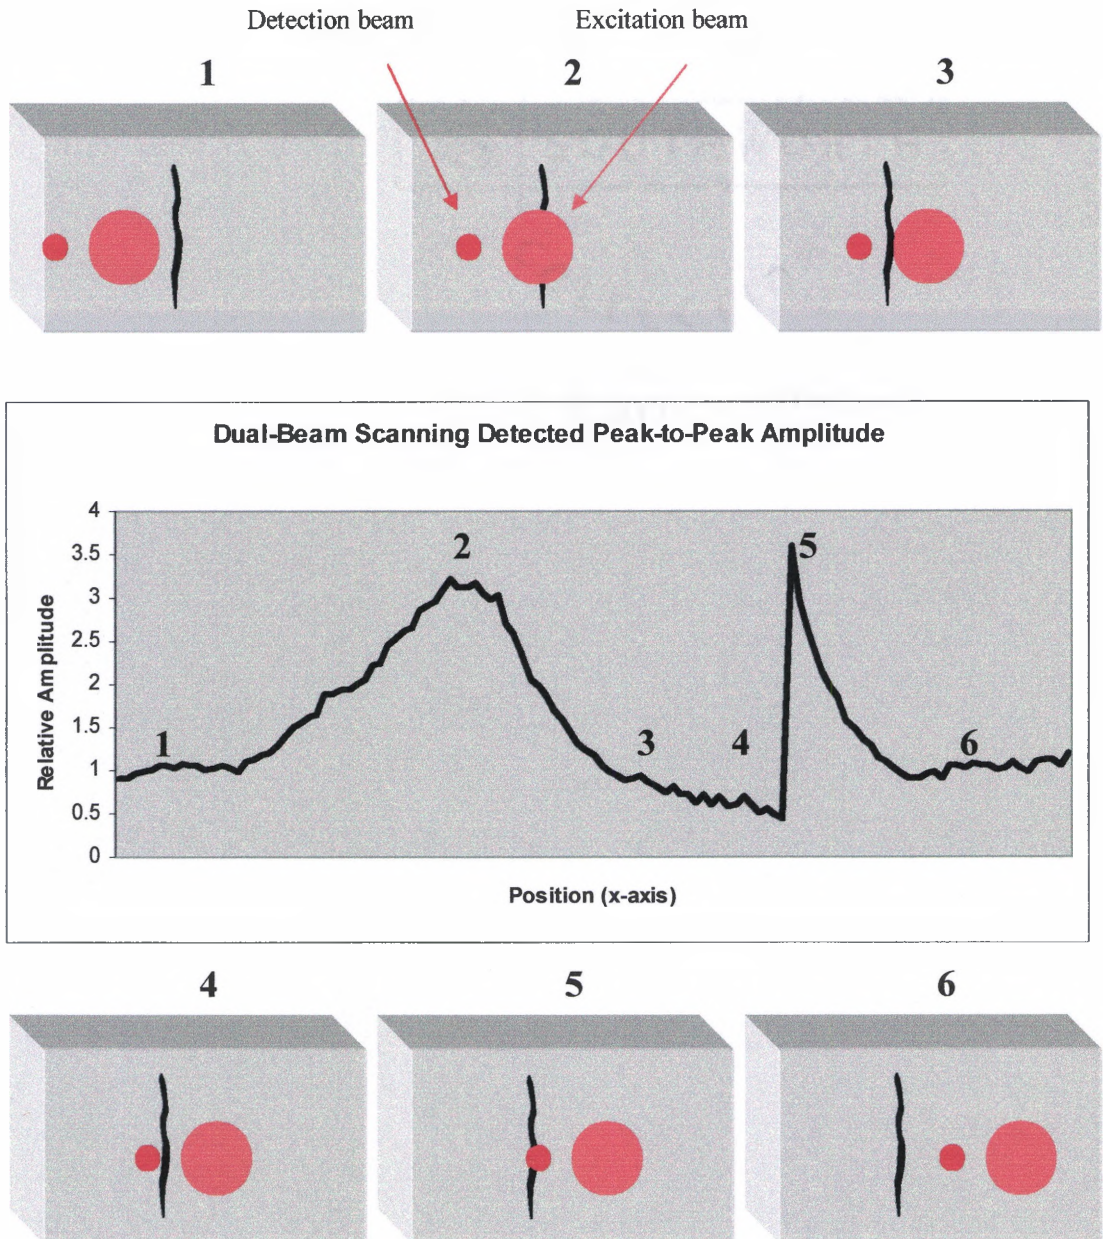 Detection beam Excitation beam
1 2 3
Dual-Beam Scanning Detected Peak-to-Peak Amplitude
4
3.5
3
2.5
2
1.5
1
0.5
0
Relative Amplitude
1
2
3
4
5
6
Position (x-axis)
4 5 6